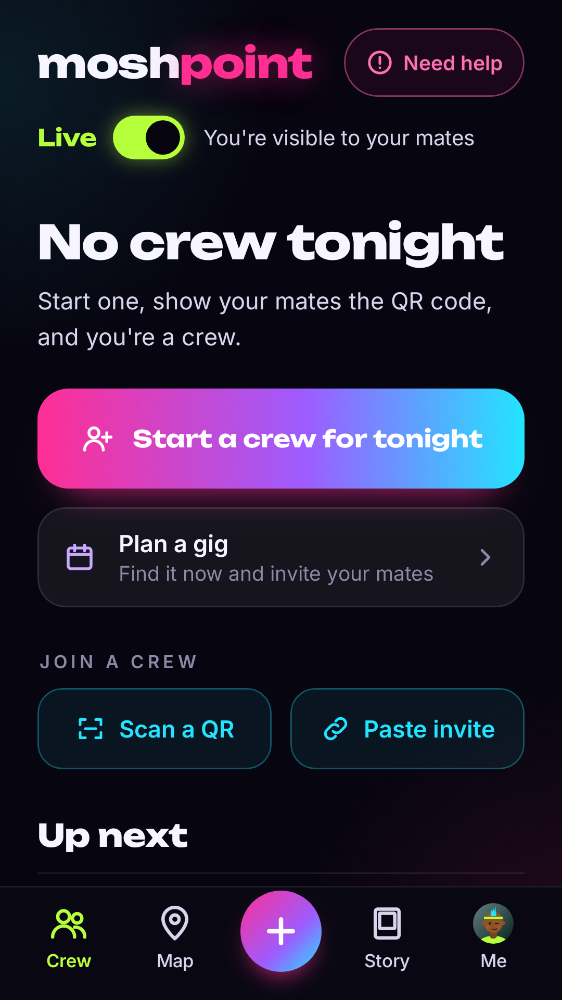 moshpoint
Need help
Live
You're visible to your mates
No crew tonight
Start one, show your mates the QR code,
and you're a crew.
Start a crew for tonight
Plan a gig
Find it now and invite your mates
JOIN A CREW
Scan a QR
Paste invite
Up next
Crew
Map
Story
Me